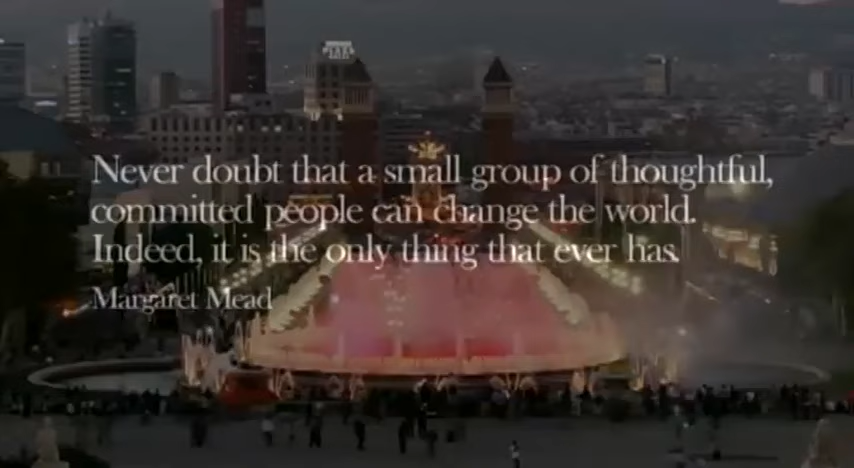 Never doubt that a small group of thoughtful,
committed people can change the world.
Indeed, it is the only thing that ever has.
Margaret Mead